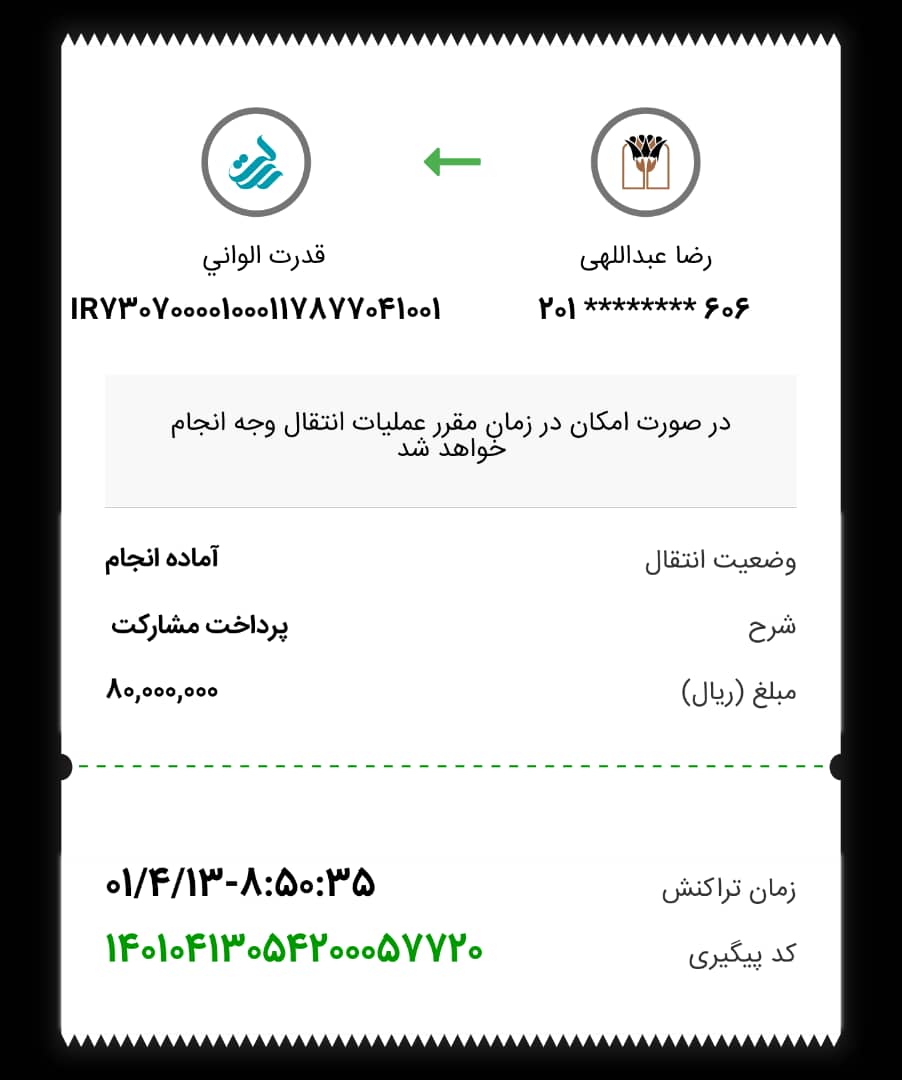 رضا عبداللهی
۲۰۱ ******** ۶۰۶
قدرت الواني
IR۷۳۰۷۰۰۰۰۱۰۰۰۱۱۷۸۷۷۰۴۱۰۰۱
در صورت امکان در زمان مقرر عملیات انتقال وجه انجام
خواهد شد
وضعیت انتقال آماده انجام
شرح پرداخت مشارکت
مبلغ (ریال) ۸۰,۰۰۰,۰۰۰
زمان تراکنش ۰۱/۴/۱۳-۸:۵۰:۳۵
کد پیگیری ۱۴۰۱۰۴۱۳۰۵۴۲۰۰۰۵۷۷۲۰